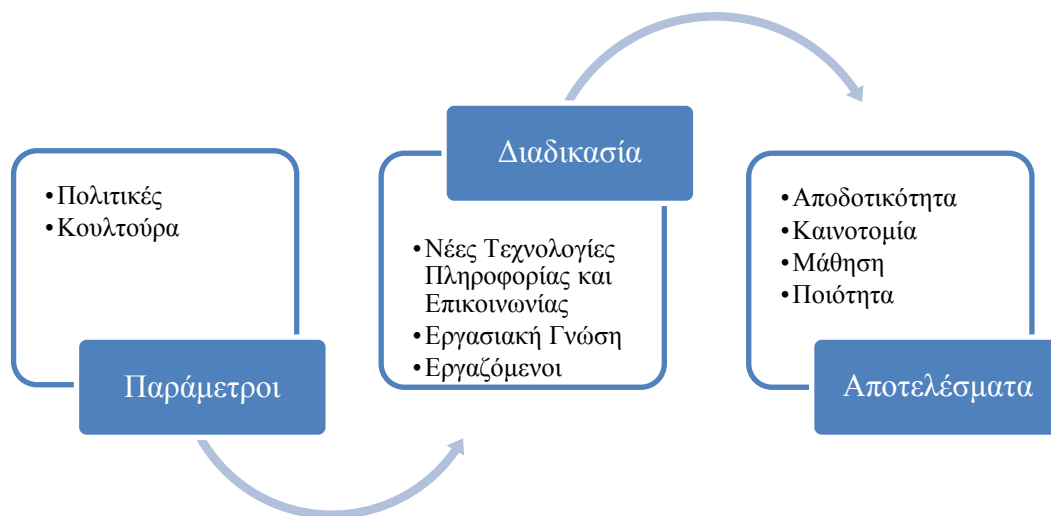 •Πολιτικές
•Κουλτούρα
Παράμετροι
Διαδικασία
•Νέες Τεχνολογίες
Πληροφορίας και
Επικοινωνίας
•Εργασιακή Γνώση
•Εργαζόμενοι
•Αποδοτικότητα
•Καινοτομία
•Μάθηση
•Ποιότητα
Αποτελέσματα